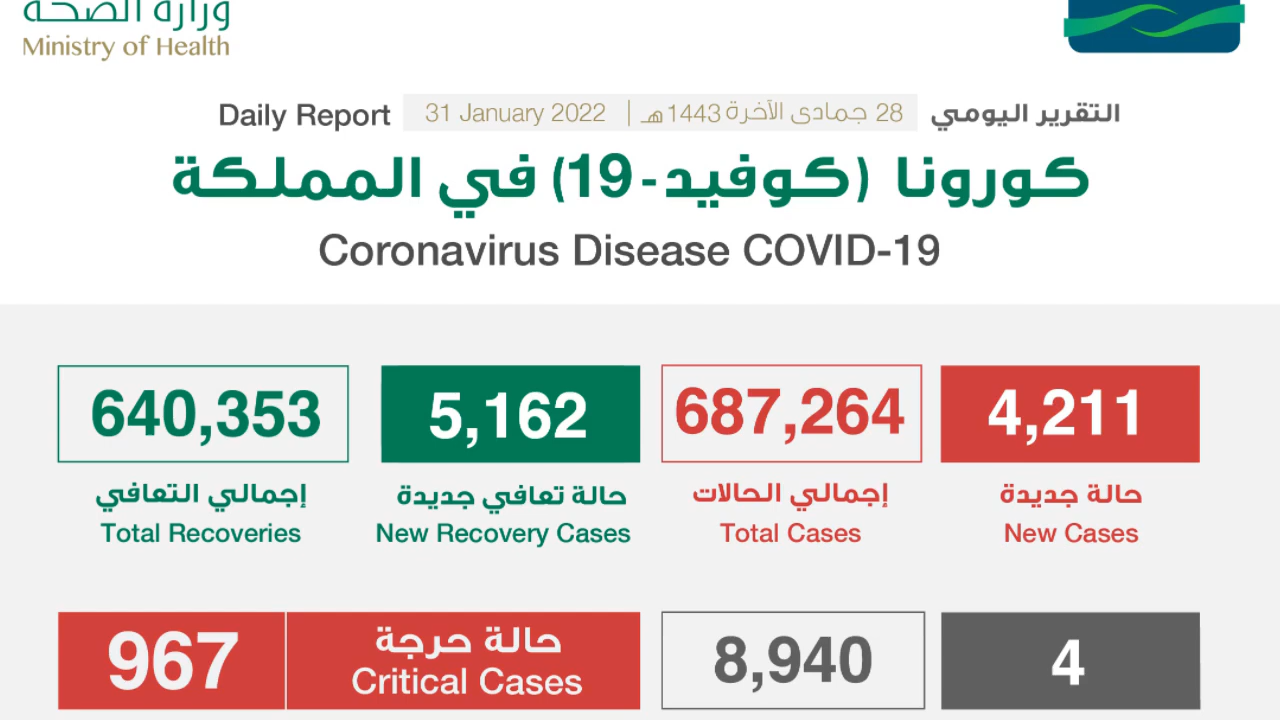 وزارة الصحة
Ministry of Health
Daily Report 31 January 2022 | 28 جمادى الآخرة 1443هـ التقرير اليومي
كورونا (كوفيد-19) في المملكة
Coronavirus Disease COVID-19
640,353 5,162 687,264 4,211
إجمالي التعافي حالة تعافي جديدة إجمالي الحالات حالة جديدة
Total Recoveries New Recovery Cases Total Cases New Cases
967 حالة حرجة 8,940 4
Critical Cases